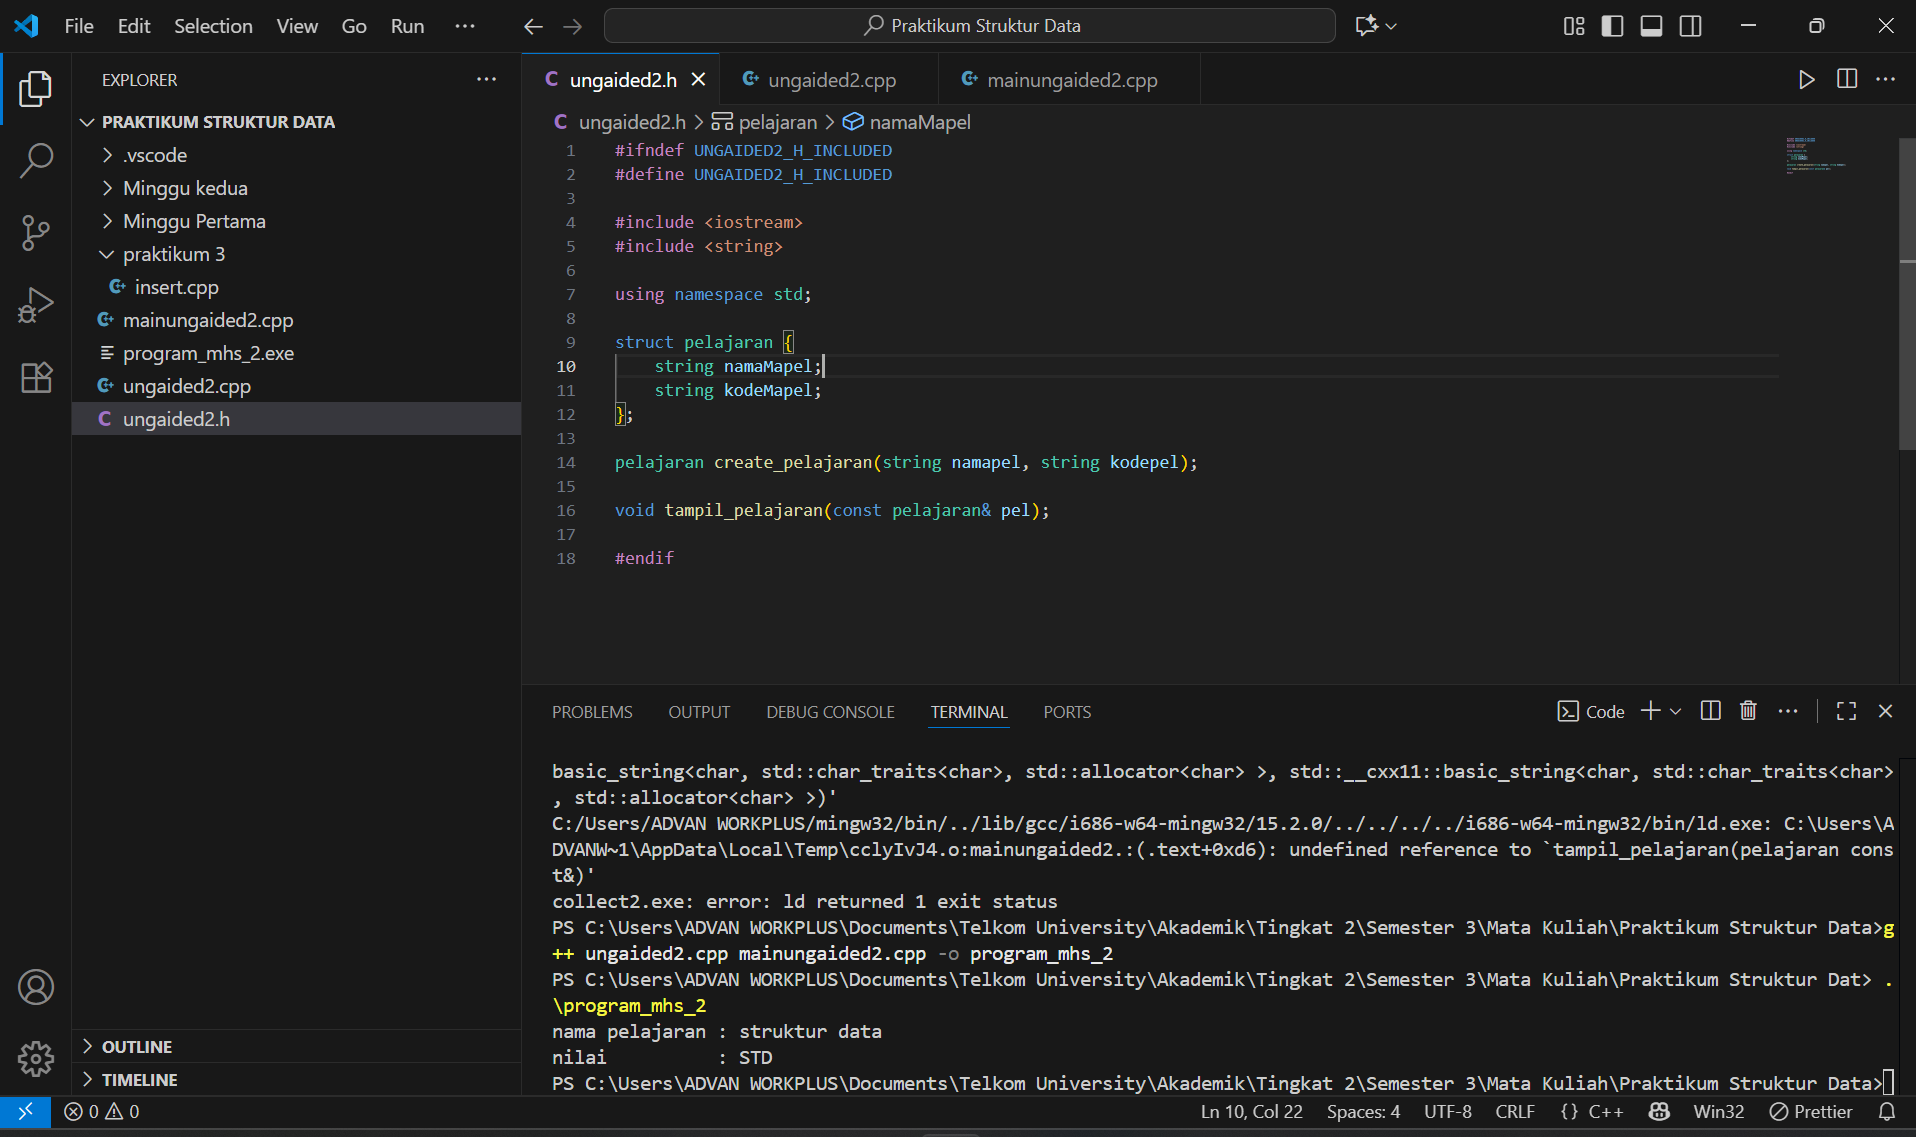 File Edit Selection View Go Run ··· Praktikum Struktur Data
EXPLORER
PRAKTIKUM STRUKTUR DATA
.vscode
Minggu kedua
Minggu Pertama
praktikum 3
insert.cpp
mainungaided2.cpp
program_mhs_2.exe
ungaided2.cpp
ungaided2.h
OUTLINE
TIMELINE
ungaided2.h ungaided2.cpp mainungaided2.cpp
ungaided2.h > pelajaran > namaMapel
1 #ifndef UNGAIDED2_H_INCLUDED
2 #define UNGAIDED2_H_INCLUDED
3
4 #include <iostream>
5 #include <string>
6
7 using namespace std;
8
9 struct pelajaran {
10 string namaMapel;
11 string kodeMapel;
12 };
13
14 pelajaran create_pelajaran(string namapel, string kodepel);
15
16 void tampil_pelajaran(const pelajaran& pel);
17
18 #endif
PROBLEMS OUTPUT DEBUG CONSOLE TERMINAL PORTS Code
basic_string<char, std::char_traits<char>, std::allocator<char> >, std::__cxx11::basic_string<char, std::char_traits<char>
, std::allocator<char> >)'
C:/Users/ADVAN WORKPLUS/mingw32/bin/../lib/gcc/i686-w64-mingw32/15.2.0/../../../../i686-w64-mingw32/bin/ld.exe: C:\Users\A
DVANW~1\AppData\Local\Temp\cclyIvJ4.o:mainungaided2.:(.text+0xd6): undefined reference to `tampil_pelajaran(pelajaran cons
t&)'
collect2.exe: error: ld returned 1 exit status
PS C:\Users\ADVAN WORKPLUS\Documents\Telkom University\Akademik\Tingkat 2\Semester 3\Mata Kuliah\Praktikum Struktur Data>g
++ ungaided2.cpp mainungaided2.cpp -o program_mhs_2
PS C:\Users\ADVAN WORKPLUS\Documents\Telkom University\Akademik\Tingkat 2\Semester 3\Mata Kuliah\Praktikum Struktur Dat> .
\program_mhs_2
nama pelajaran : struktur data
nilai : STD
PS C:\Users\ADVAN WORKPLUS\Documents\Telkom University\Akademik\Tingkat 2\Semester 3\Mata Kuliah\Praktikum Struktur Data>
0 0 Ln 10, Col 22 Spaces: 4 UTF-8 CRLF {} C++ Win32 Prettier